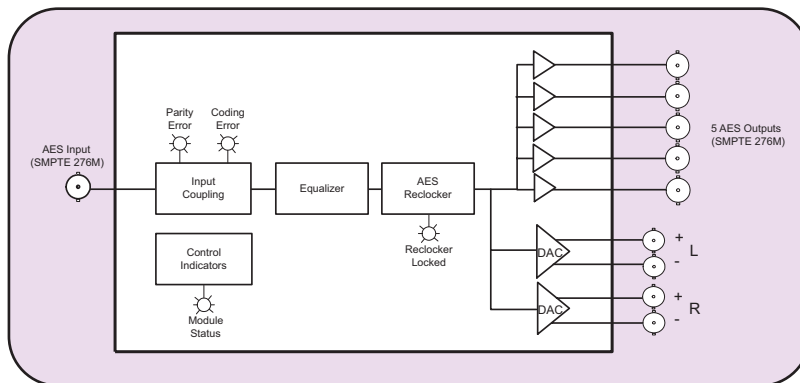 Parity
Error
Coding
Error
AES Input
(SMPTE 276M)
5 AES Outputs
(SMPTE 276M)
Input
Coupling
Equalizer
AES
Reclocker
Reclocker
Locked
Control
Indicators
Module
Status
DAC
+
L
-
DAC
+
R
-